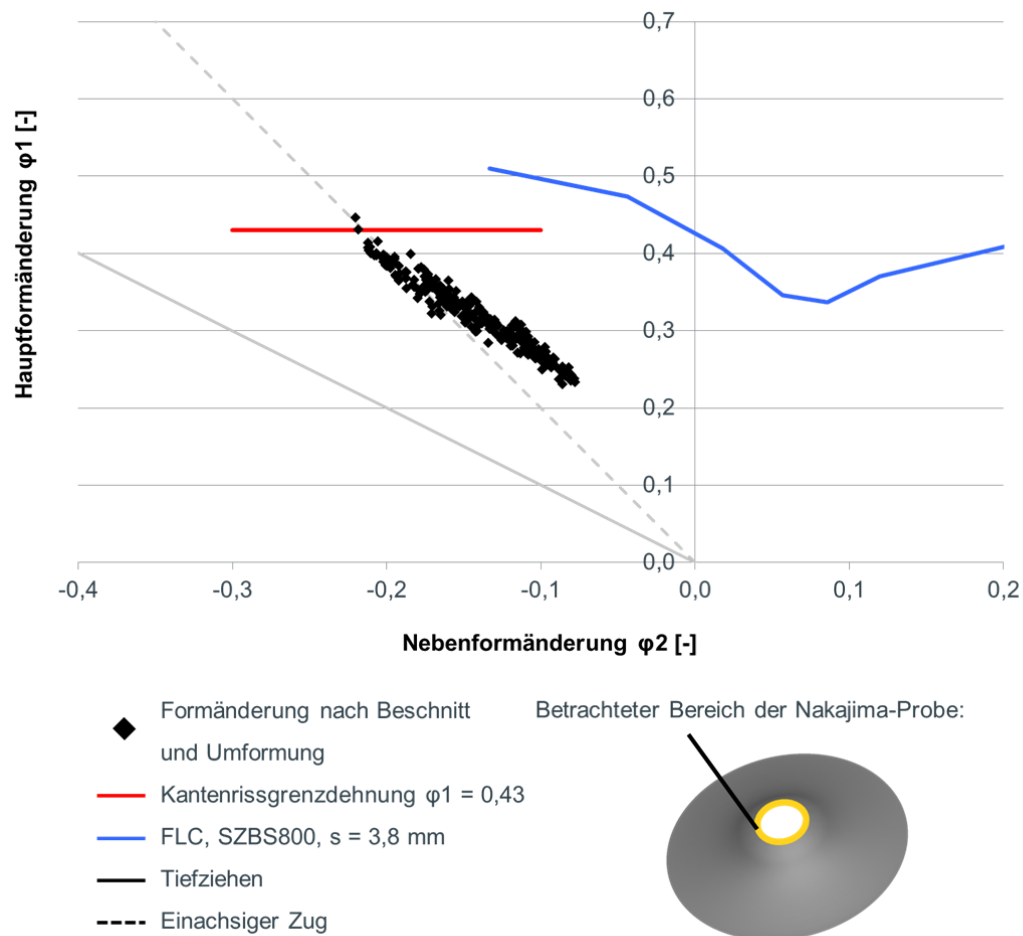 0,7
0,6
0,5
0,4
0,3
0,2
0,1
0,0
Hauptformänderung φ1 [-]
-0,4 -0,3 -0,2 -0,1 0,0 0,1 0,2
Nebenformänderung φ2 [-]
Formänderung nach Beschnitt
und Umformung
Kantenrissgrenzdehnung φ1 = 0,43
FLC, SZBS800, s = 3,8 mm
Tiefziehen
Einachsiger Zug
Betrachteter Bereich der Nakajima-Probe: